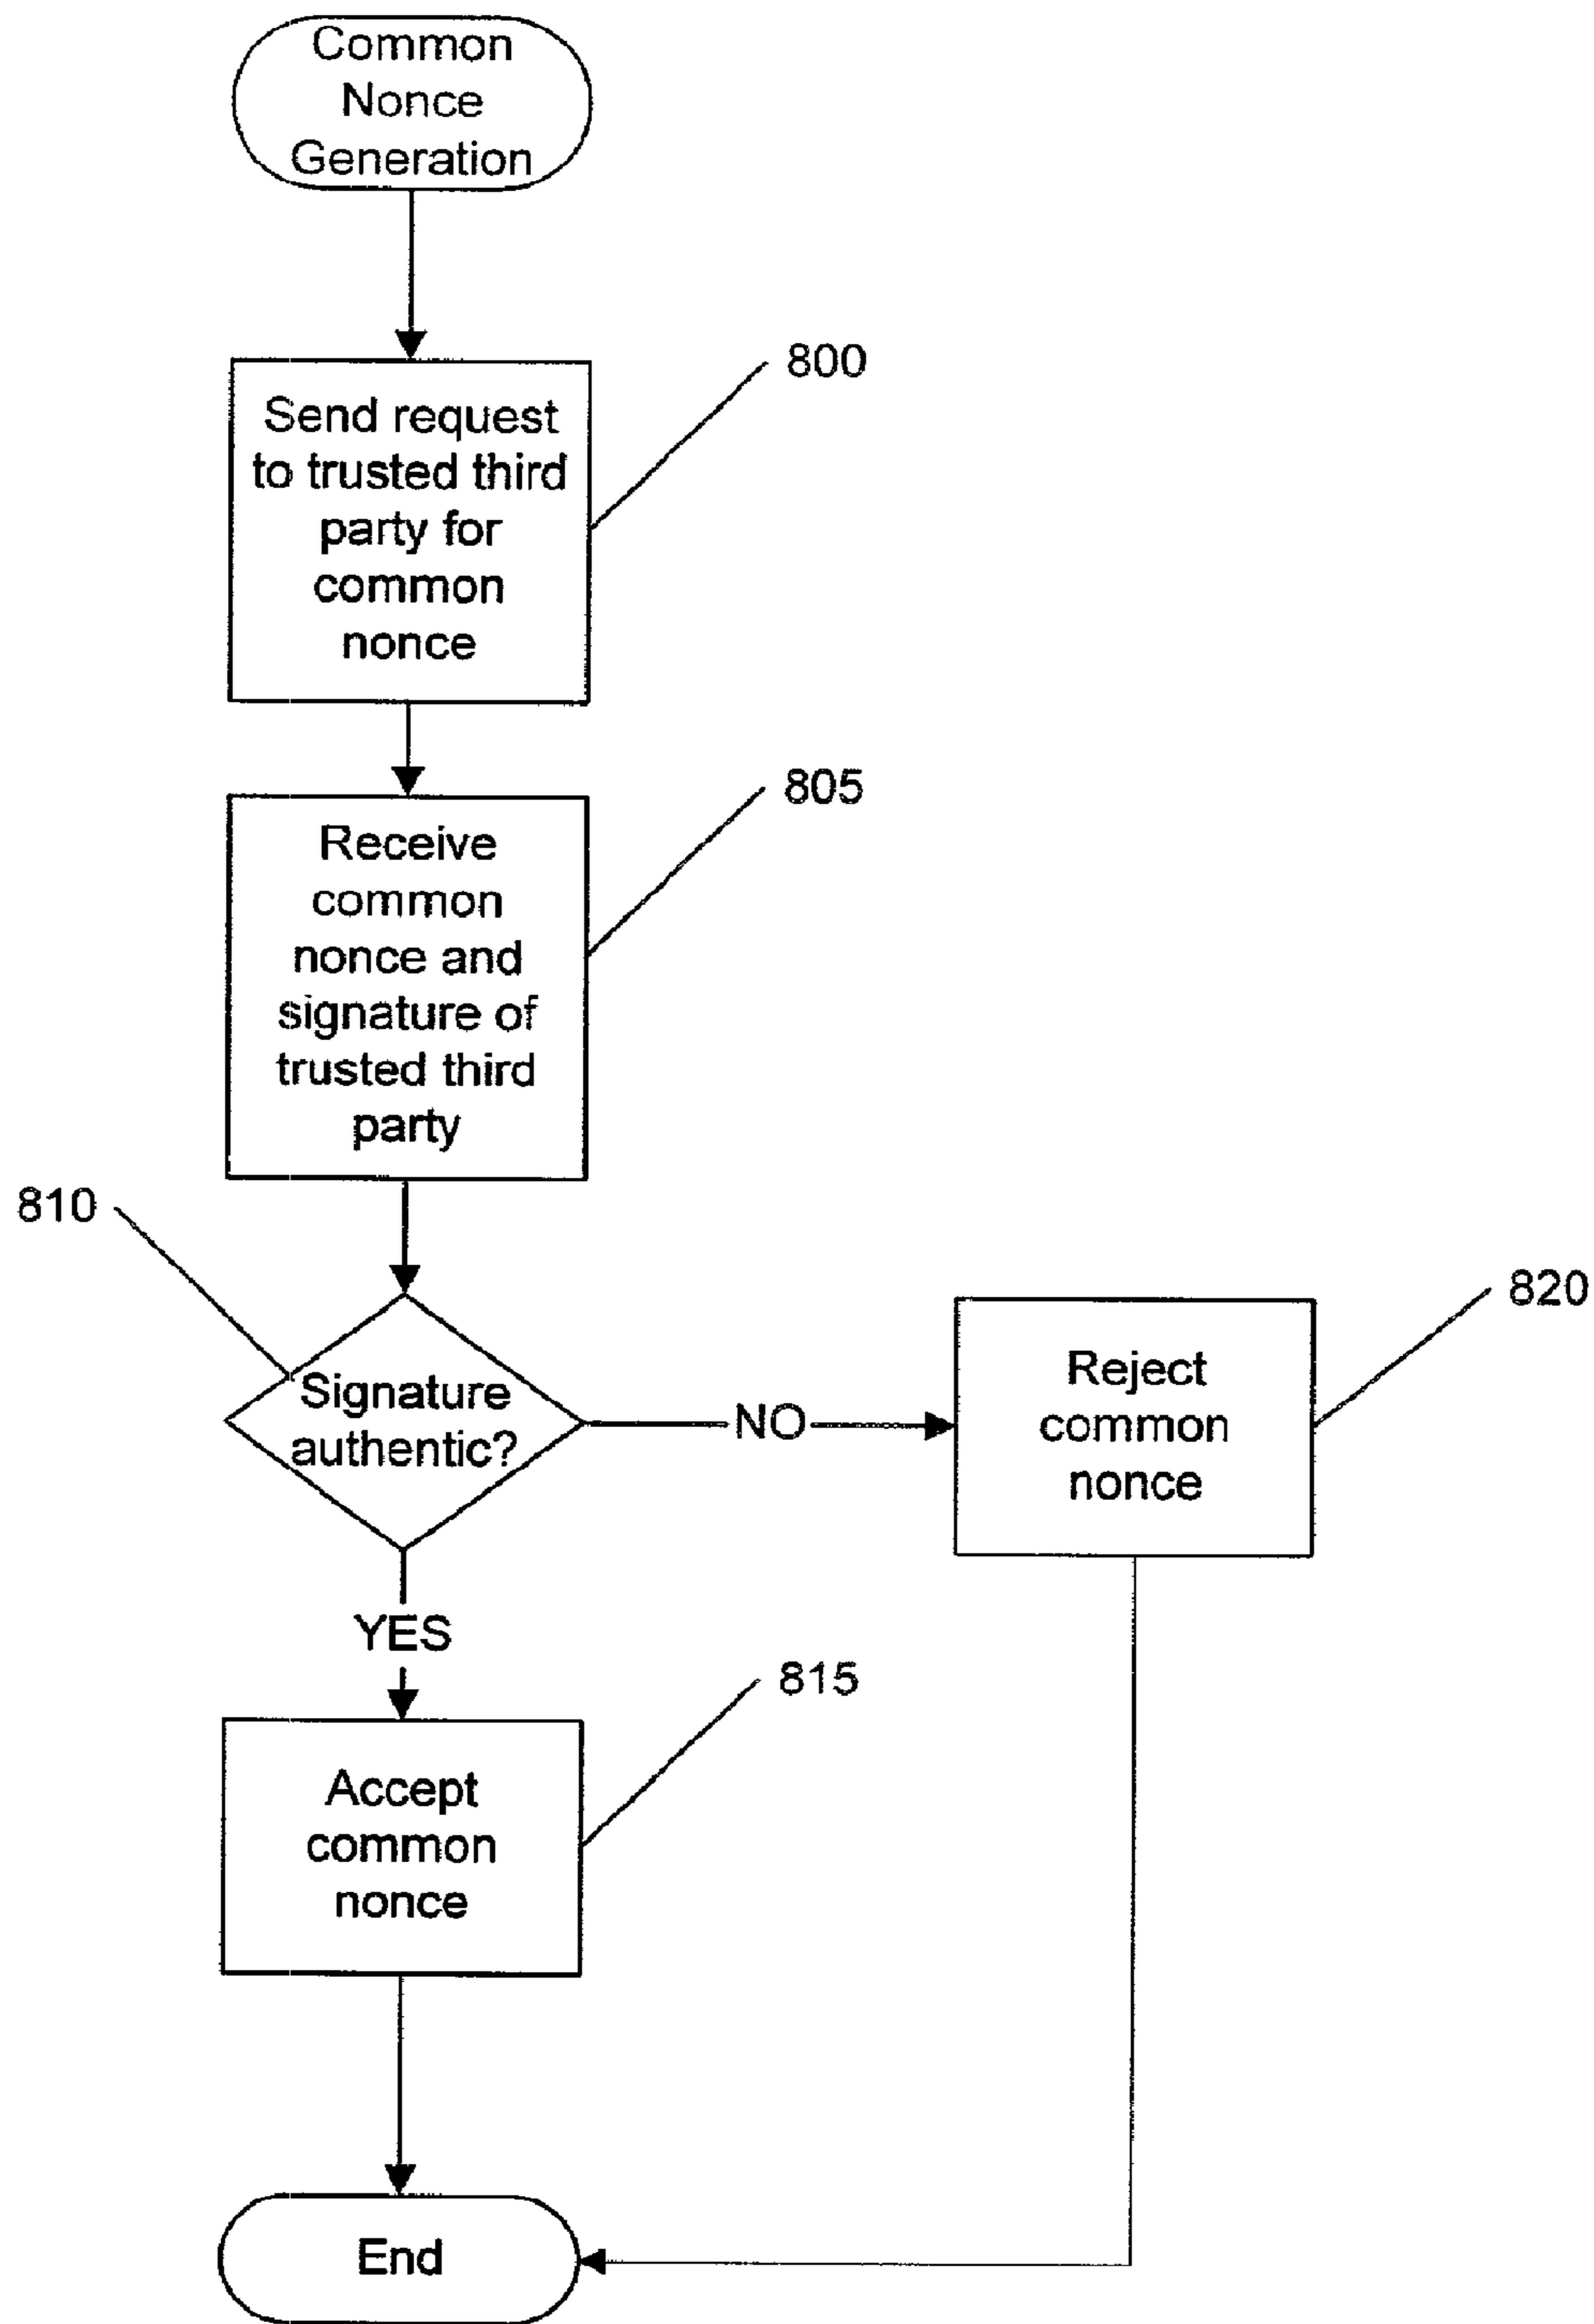 Common
Nonce
Generation
800
Send request
to trusted third
party for
common
nonce
805
Receive
common
nonce and
signature of
trusted third
party
810
Signature
authentic?
NO
820
Reject
common
nonce
YES
815
Accept
common
nonce
End